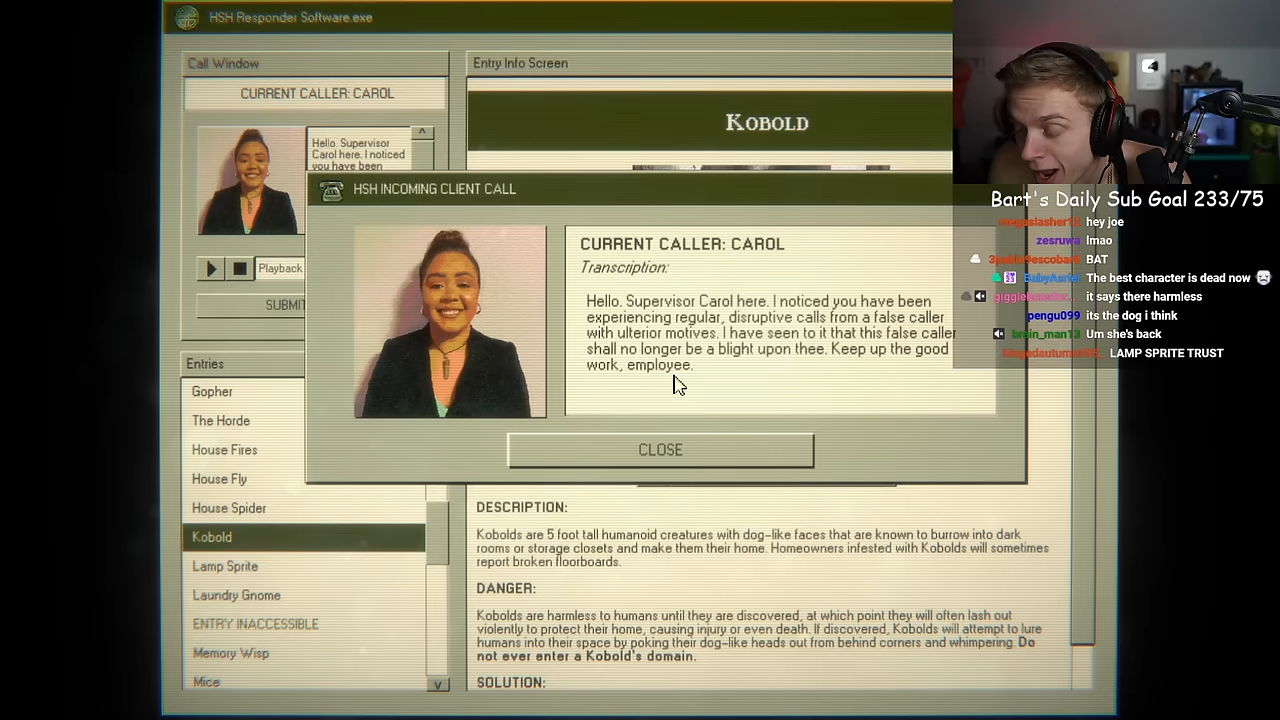 HSH Responder Software.exe
Call Window
CURRENT CALLER: CAROL
Hello. Supervisor
Carol here. I noticed
you have been
Playback
SUBMIT
Entries
Gopher
The Horde
House Fires
House Fly
House Spider
Kobold
Lamp Sprite
Laundry Gnome
ENTRY INACCESSIBLE
Memory Wisp
Mice
Entry Info Screen
KOBOLD
HSH INCOMING CLIENT CALL
CURRENT CALLER: CAROL
Transcription:
Hello. Supervisor Carol here. I noticed you have been
experiencing regular, disruptive calls from a false caller
with ulterior motives. I have seen to it that this false caller
shall no longer be a blight upon thee. Keep up the good
work, employee.
CLOSE
DESCRIPTION:
Kobolds are 5 foot tall humanoid creatures with dog-like faces that are known to burrow into dark
rooms or storage closets and make them their home. Homeowners infested with Kobolds will sometimes
report broken floorboards.
DANGER:
Kobolds are harmless to humans until they are discovered, at which point they will often lash out
violently to protect their home, causing injury or even death. If discovered, Kobolds will attempt to lure
humans into their space by poking their dog-like heads out from behind corners and whimpering. Do
not ever enter a Kobold's domain.
SOLUTION:
Bart's Daily Sub Goal 233/75
hey joe
zesruwa lmao
BAT
The best character is dead now
it says there harmless
pengu099 its the dog i think
brain_man13 Um she's back
LAMP SPRITE TRUST